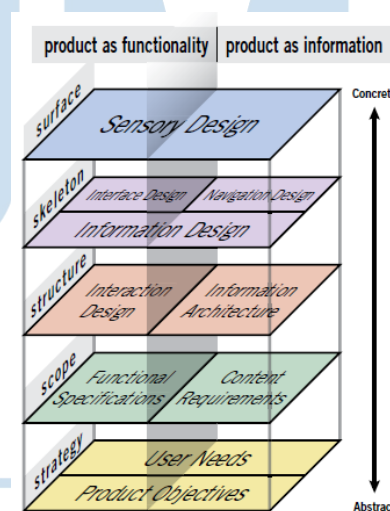 product as functionality product as information
Concret
surface
Sensory Design
skeleton
Interface Design Navigation Design
Information Design
structure
Interaction Information
Design Architecture
scope
Functional Content
Specifications Requirements
strategy
User Needs
Product Objectives
Abstrac